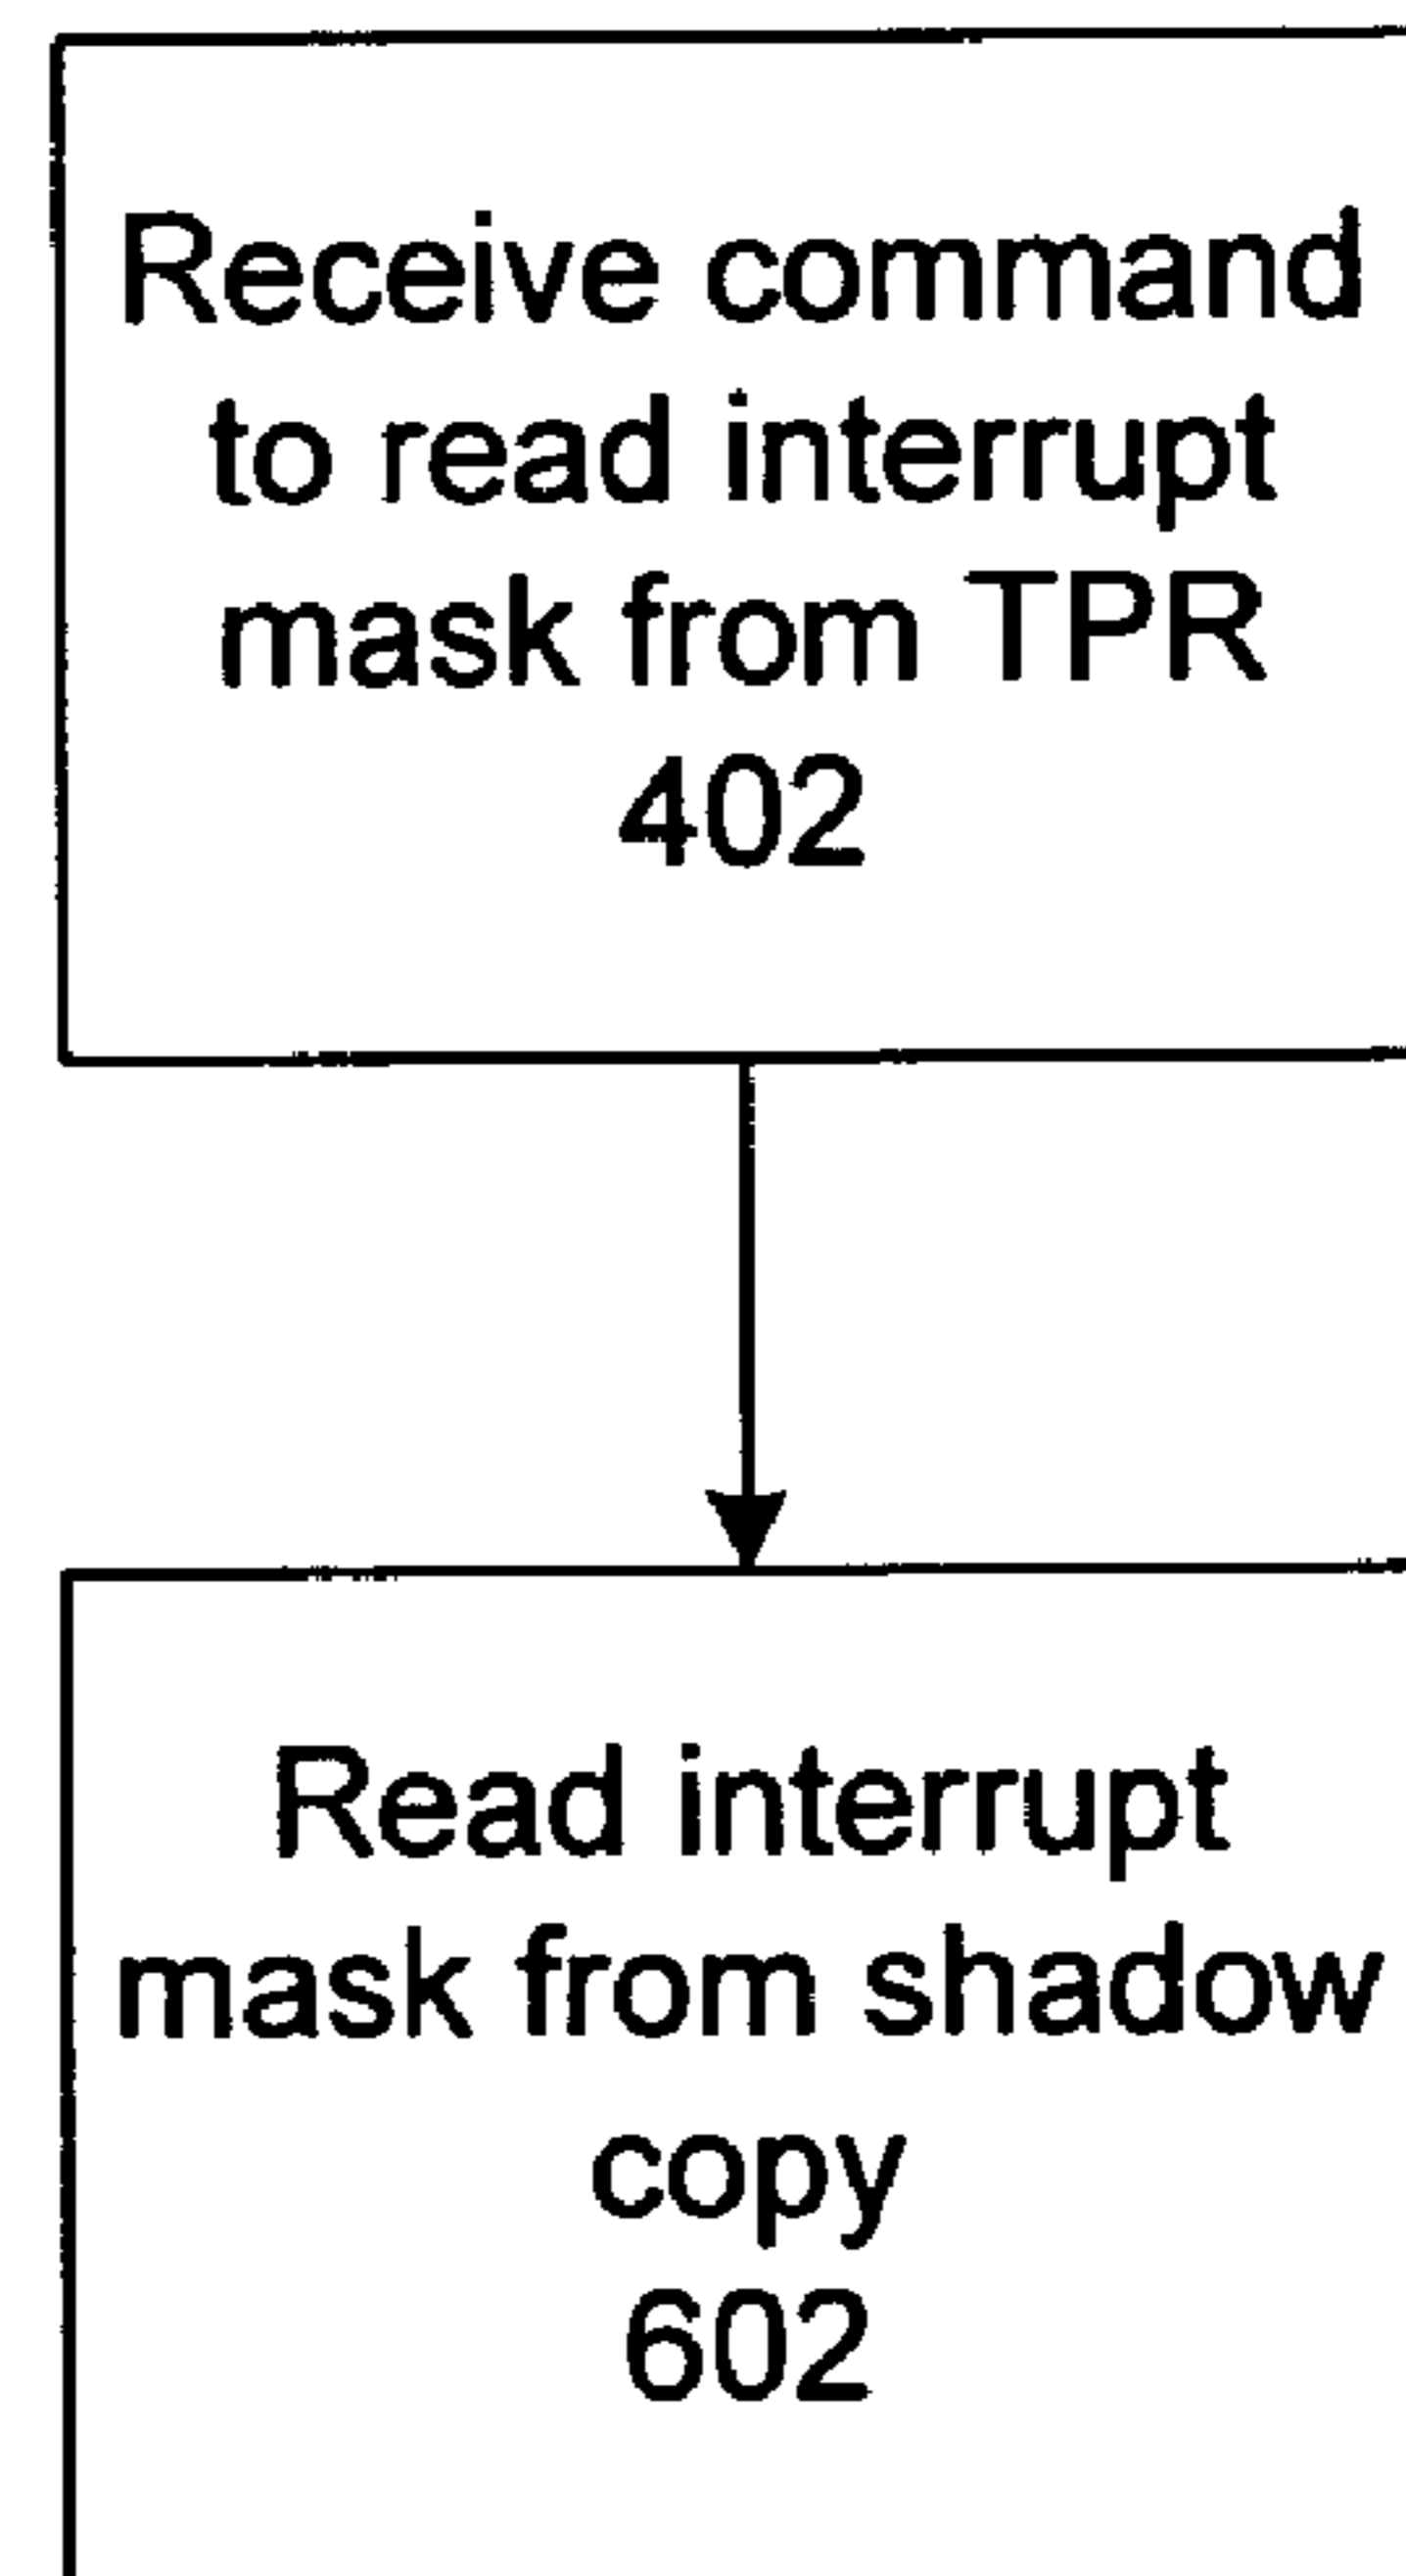 Receive command
to read interrupt
mask from TPR
402
Read interrupt
mask from shadow
copy
602